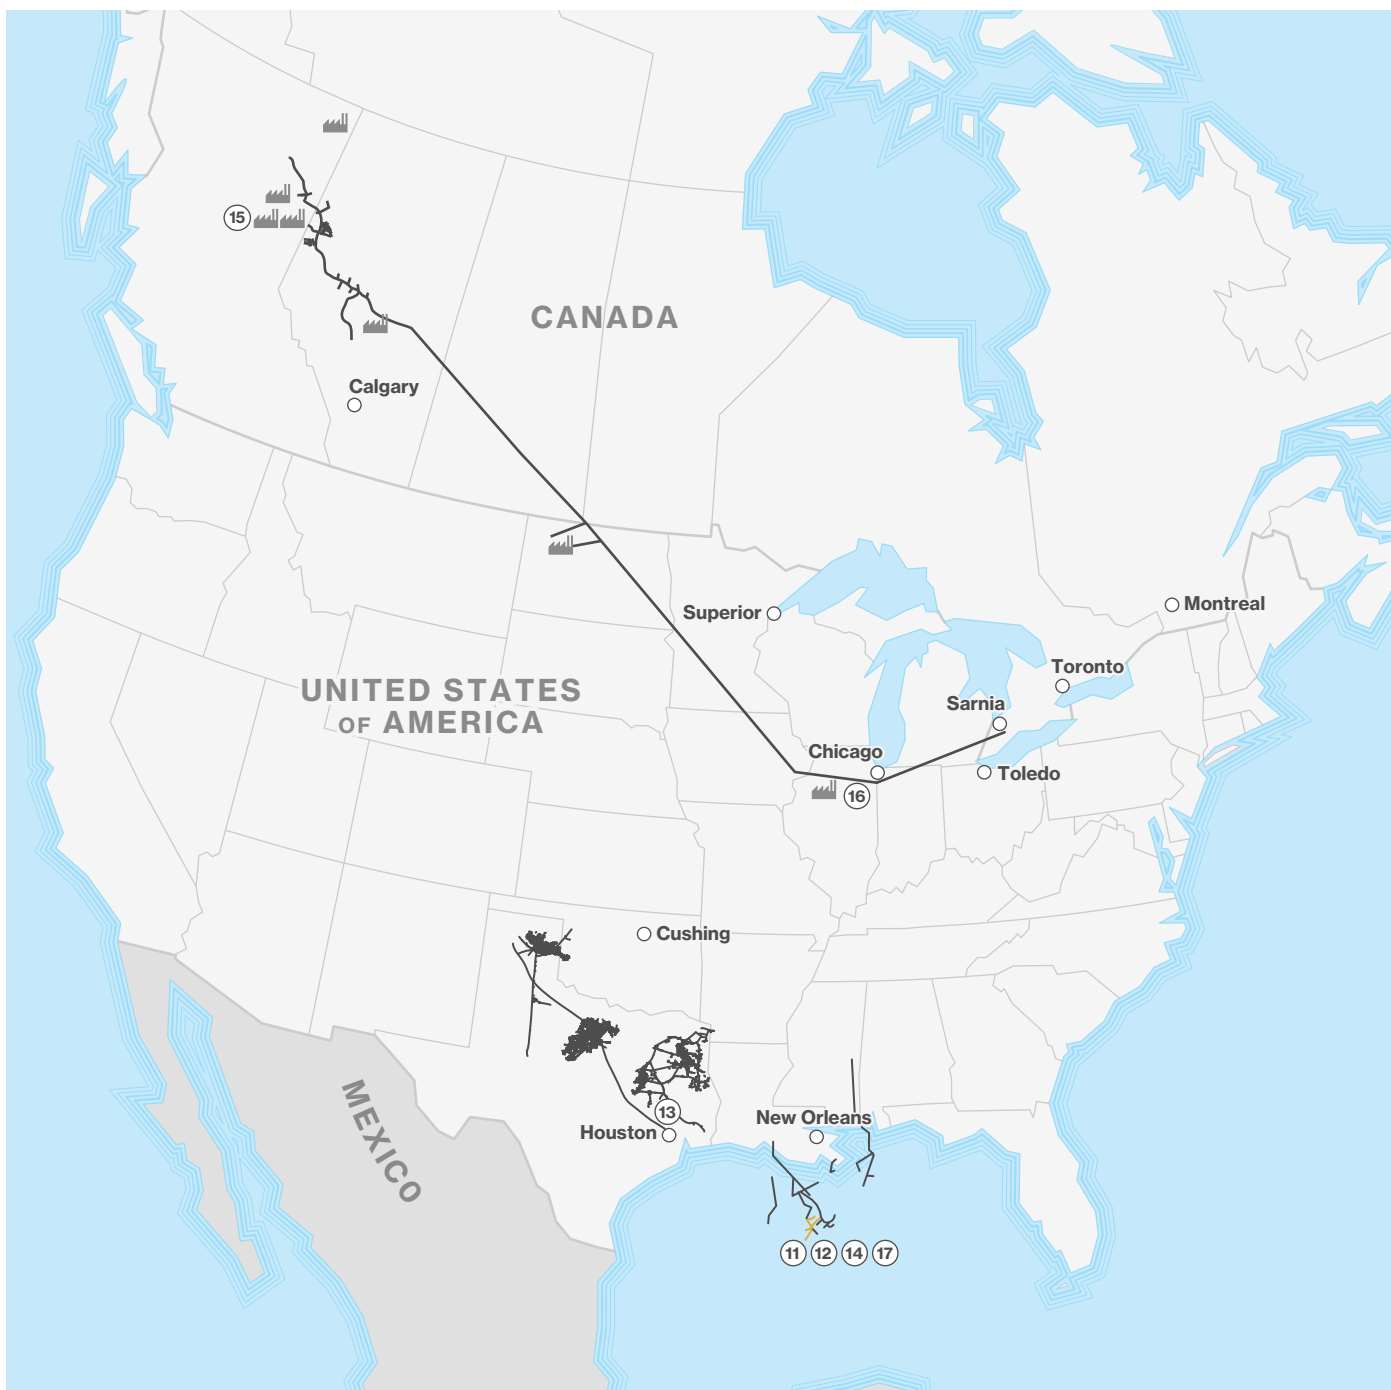 15
CANADA
Calgary
Superior
Montreal
Toronto
UNITED STATES
OF AMERICA
Sarnia
Chicago
Toledo
16
Cushing
MEXICO
13
New Orleans
Houston
11
12
14
17